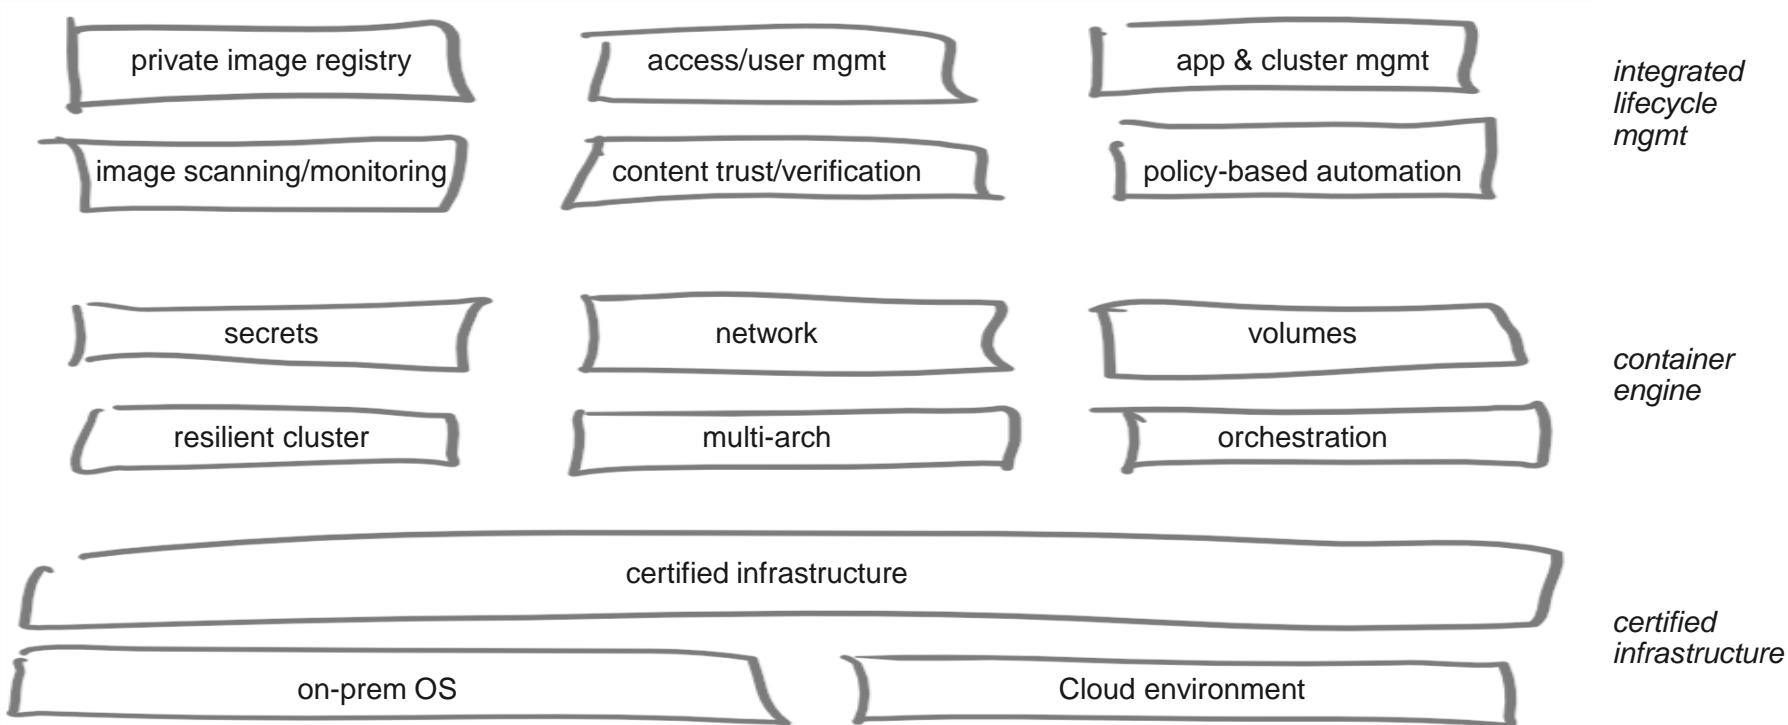 private image registry
access/user mgmt
app & cluster mgmt
integrated
lifecycle
mgmt
image scanning/monitoring
content trust/verification
policy-based automation
secrets
network
volumes
container
engine
resilient cluster
multi-arch
orchestration
certified infrastructure
certified
infrastructure
on-prem OS
Cloud environment